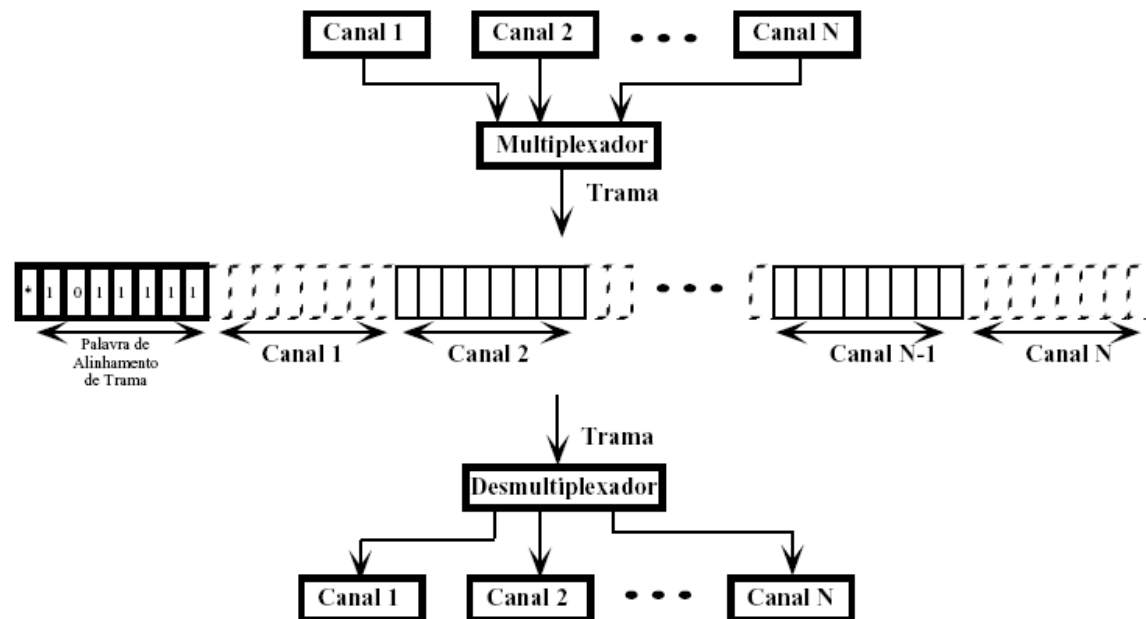 Canal 1 Canal 2 • • • Canal N
Multiplexador
Trama
* 1 0 1 1 1 1 1
• • •
Palavra de
Alinhamento
de Trama
Canal 1 Canal 2 Canal N-1 Canal N
Trama
Desmultiplexador
Canal 1 Canal 2 • • • Canal N